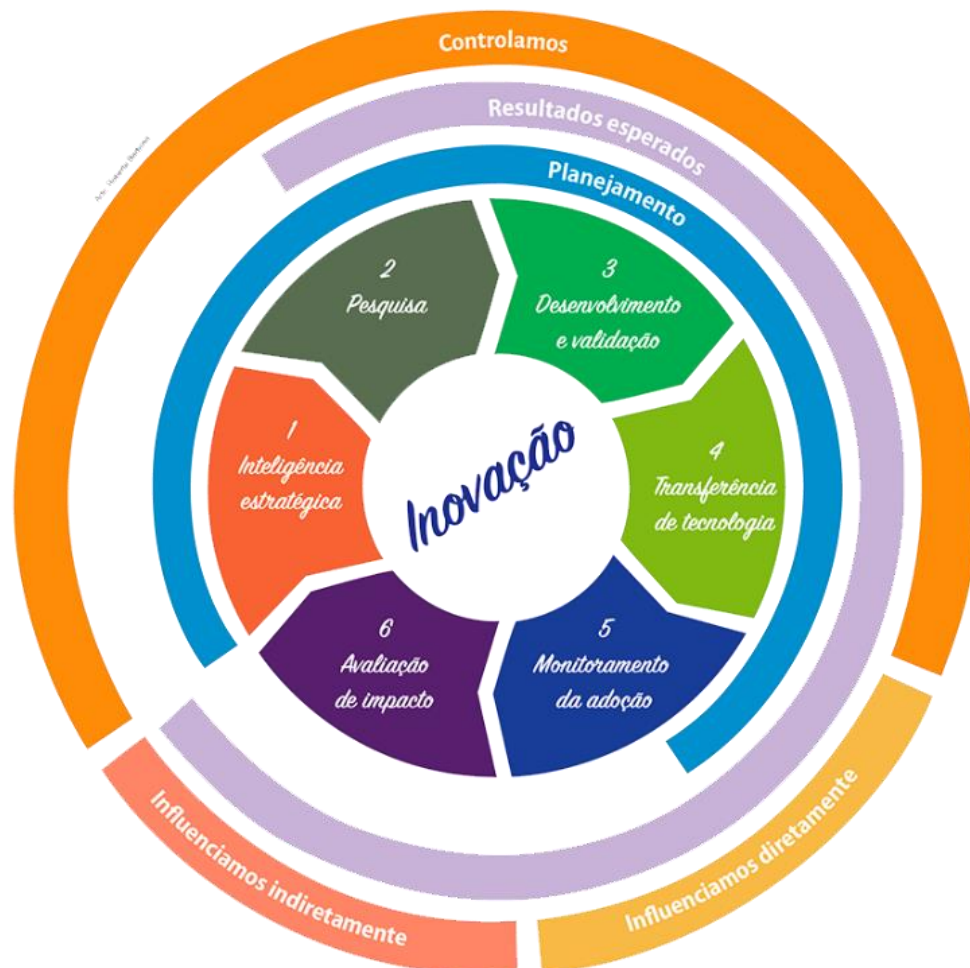 Controlamos
Resultados esperados
Planejamento
1
Inteligência
estratégica
2
Pesquisa
3
Desenvolvimento
e validação
4
Transferência
de tecnologia
5
Monitoramento
da adoção
6
Avaliação
de impacto
Inovação
Influenciamos diretamente
Influenciamos indiretamente